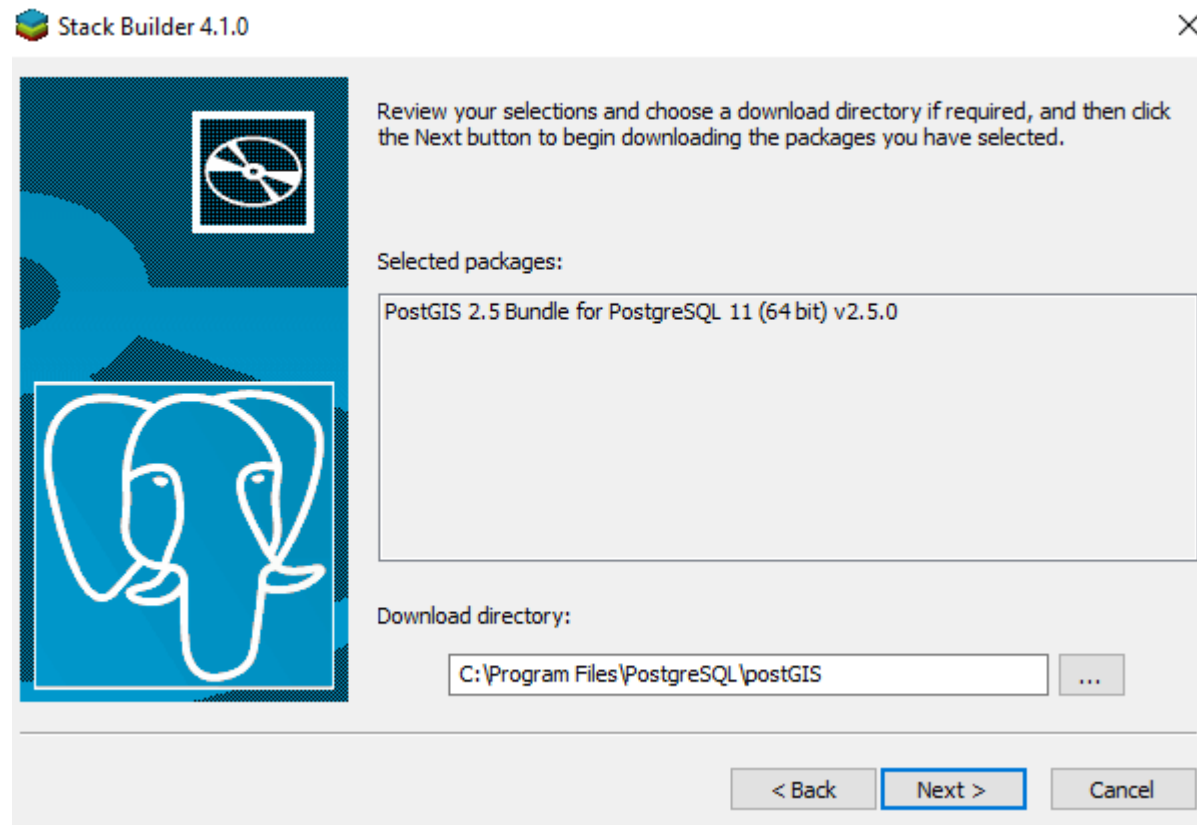 Stack Builder 4.1.0
Review your selections and choose a download directory if required, and then click
the Next button to begin downloading the packages you have selected.
Selected packages:
PostGIS 2.5 Bundle for PostgreSQL 11 (64 bit) v2.5.0
Download directory:
C:\Program Files\PostgreSQL\postGIS
...
< Back
Next >
Cancel